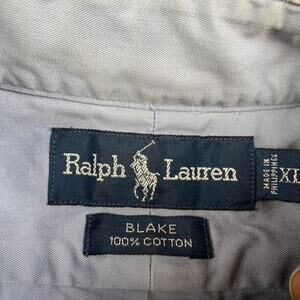 Ralph Lauren
MADE IN
PHILIPPINES
XL
BLAKE
100% COTTON